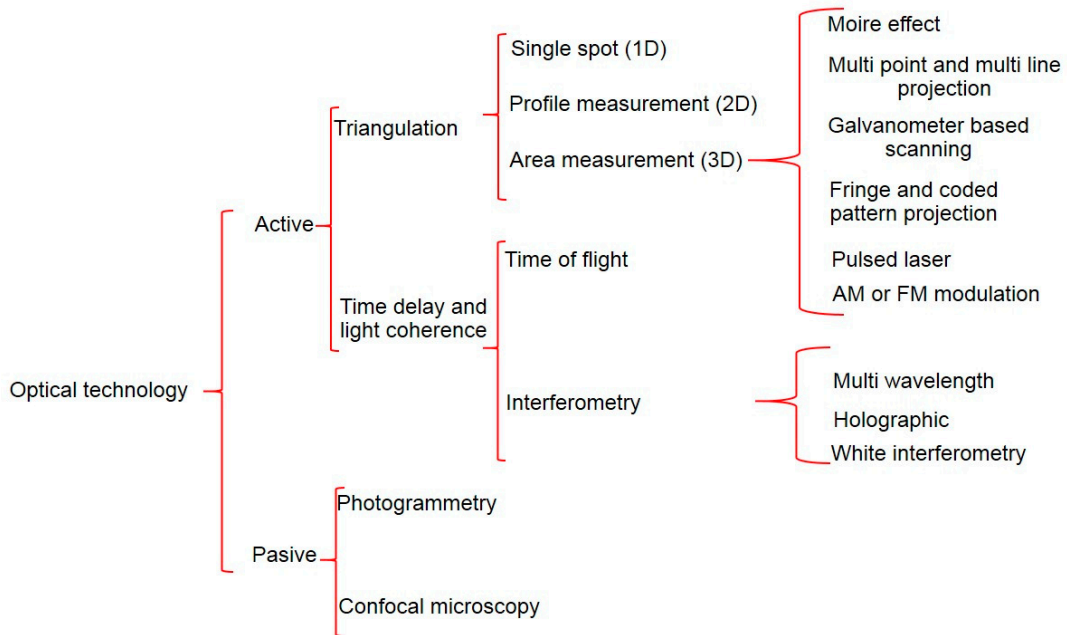 Optical technology
Active
Pasive
Triangulation
Time delay and
light coherence
Photogrammetry
Confocal microscopy
Single spot (1D)
Profile measurement (2D)
Area measurement (3D)
Time of flight
Interferometry
Moire effect
Multi point and multi line
projection
Galvanometer based
scanning
Fringe and coded
pattern projection
Pulsed laser
AM or FM modulation
Multi wavelength
Holographic
White interferometry